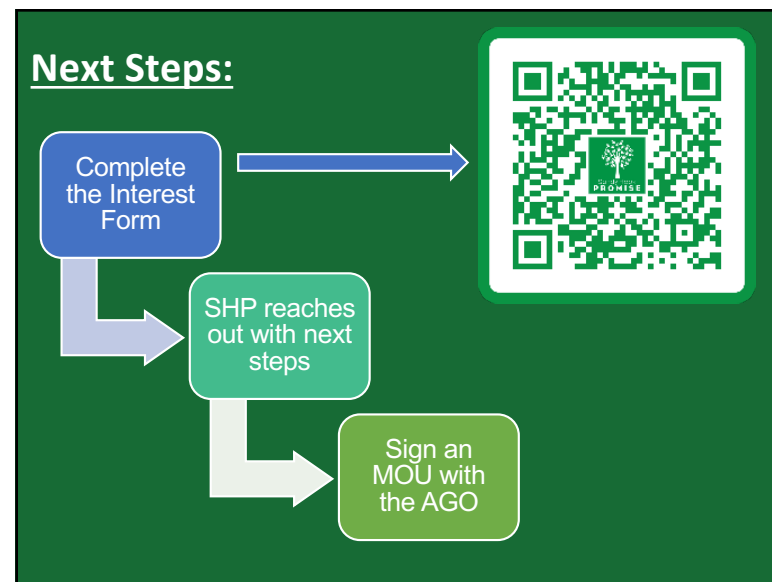 Next Steps:
Complete
the Interest
Form
SHP reaches
out with next
steps
Sign an
MOU with
the AGO
PROMISE